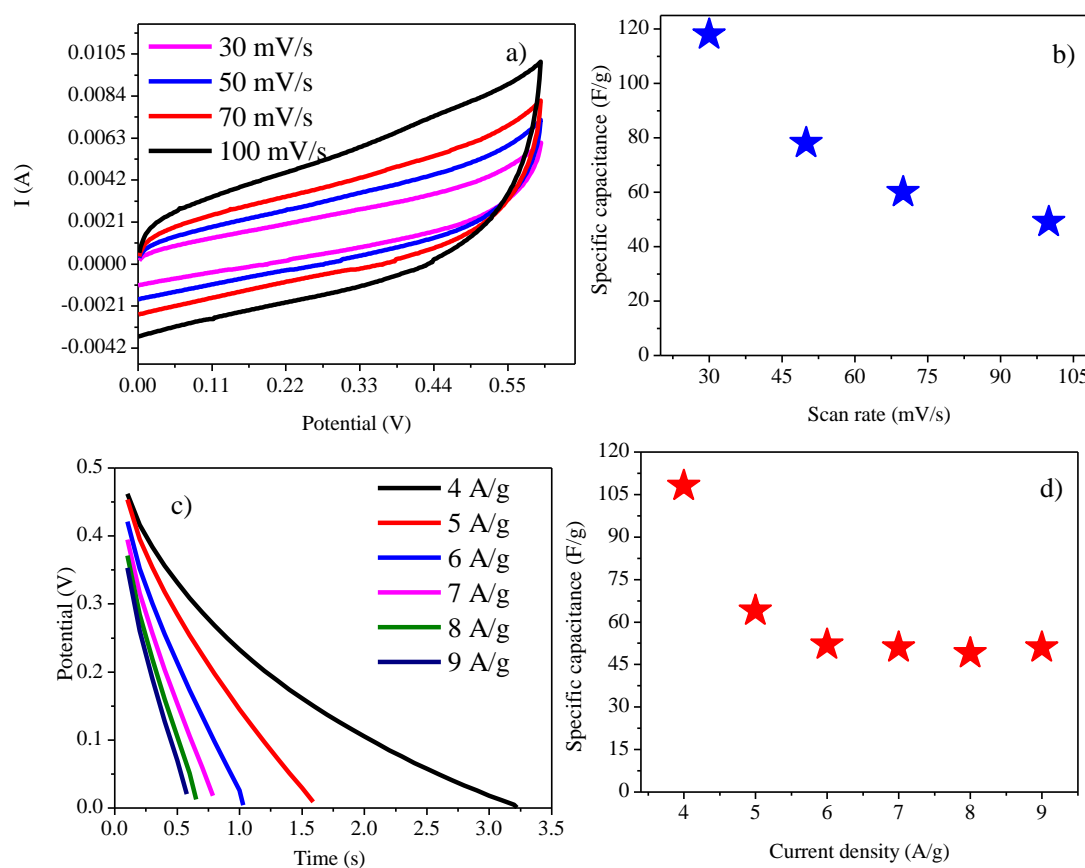 a)
30 mV/s
50 mV/s
70 mV/s
100 mV/s
0.0105
0.0084
0.0063
0.0042
0.0021
0.0000
-0.0021
-0.0042
I (A)
0.00 0.11 0.22 0.33 0.44 0.55
Potential (V)
b)
120
100
80
60
40
20
0
Specific capacitance (F/g)
30 45 60 75 90 105
Scan rate (mV/s)
c)
4 A/g
5 A/g
6 A/g
7 A/g
8 A/g
9 A/g
0.5
0.4
0.3
0.2
0.1
0.0
Potential (V)
0.0 0.5 1.0 1.5 2.0 2.5 3.0 3.5
Time (s)
d)
120
105
90
75
60
45
30
15
0
Specific capacitance (F/g)
4 5 6 7 8 9
Current density (A/g)